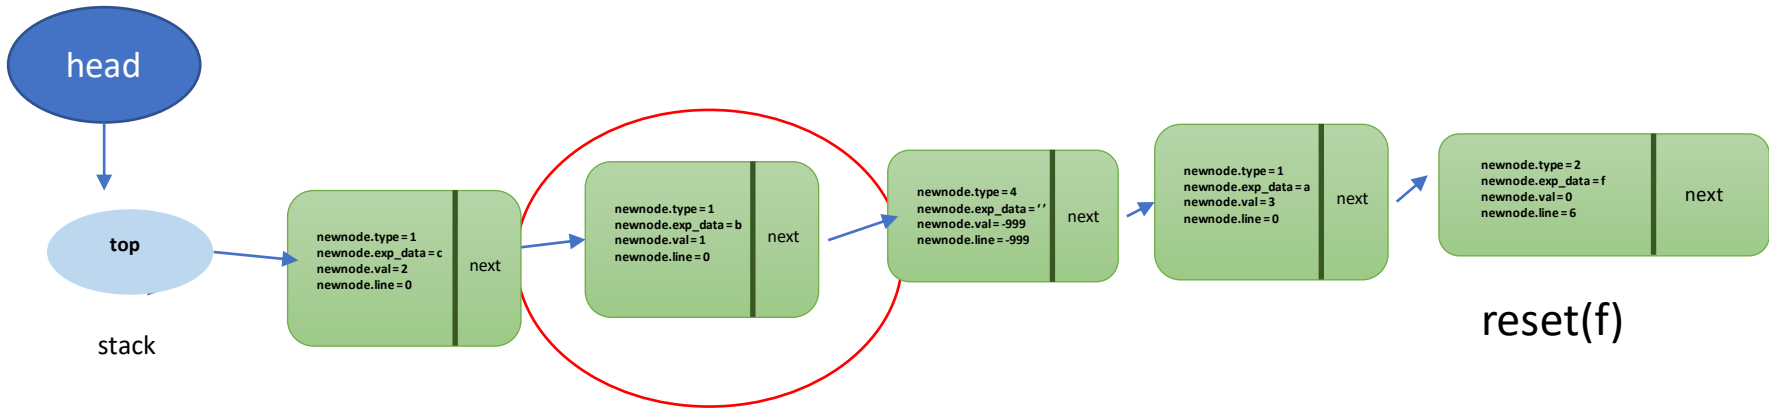 head
top
stack
newnode.type = 1
newnode.exp_data = c
newnode.val = 2
newnode.line = 0
next
newnode.type = 1
newnode.exp_data = b
newnode.val = 1
newnode.line = 0
next
newnode.type = 4
newnode.exp_data = ‘ ’
newnode.val = -999
newnode.line = -999
next
newnode.type = 1
newnode.exp_data = a
newnode.val = 3
newnode.line = 0
next
newnode.type = 2
newnode.exp_data = f
newnode.val = 0
newnode.line = 6
next
reset(f)